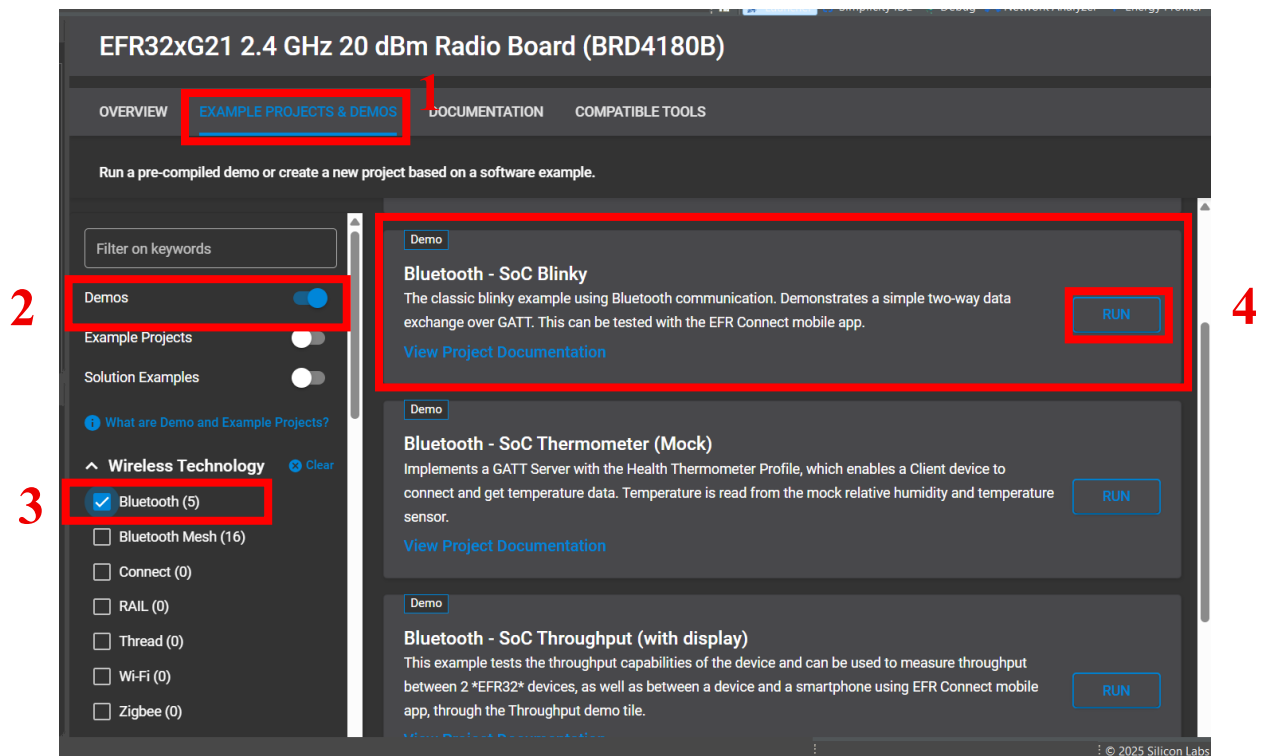 EFR32xG21 2.4 GHz 20 dBm Radio Board (BRD4180B)
1
OVERVIEW EXAMPLE PROJECTS & DEMOS DOCUMENTATION COMPATIBLE TOOLS
Run a pre-compiled demo or create a new project based on a software example.
Filter on keywords
2
Demos
Example Projects
Solution Examples
What are Demo and Example Projects?
Wireless Technology Clear
3
Bluetooth (5)
Bluetooth Mesh (16)
Connect (0)
RAIL (0)
Thread (0)
Wi-Fi (0)
Zigbee (0)
Demo
Bluetooth - SoC Blinky
The classic blinky example using Bluetooth communication. Demonstrates a simple two-way data
exchange over GATT. This can be tested with the EFR Connect mobile app.
View Project Documentation
RUN
4
Demo
Bluetooth - SoC Thermometer (Mock)
Implements a GATT Server with the Health Thermometer Profile, which enables a Client device to
connect and get temperature data. Temperature is read from the mock relative humidity and temperature
sensor.
View Project Documentation
RUN
Demo
Bluetooth - SoC Throughput (with display)
This example tests the throughput capabilities of the device and can be used to measure throughput
between 2 *EFR32* devices, as well as between a device and a smartphone using EFR Connect mobile
app, through the Throughput demo tile.
View Project Documentation
RUN
© 2025 Silicon Labs